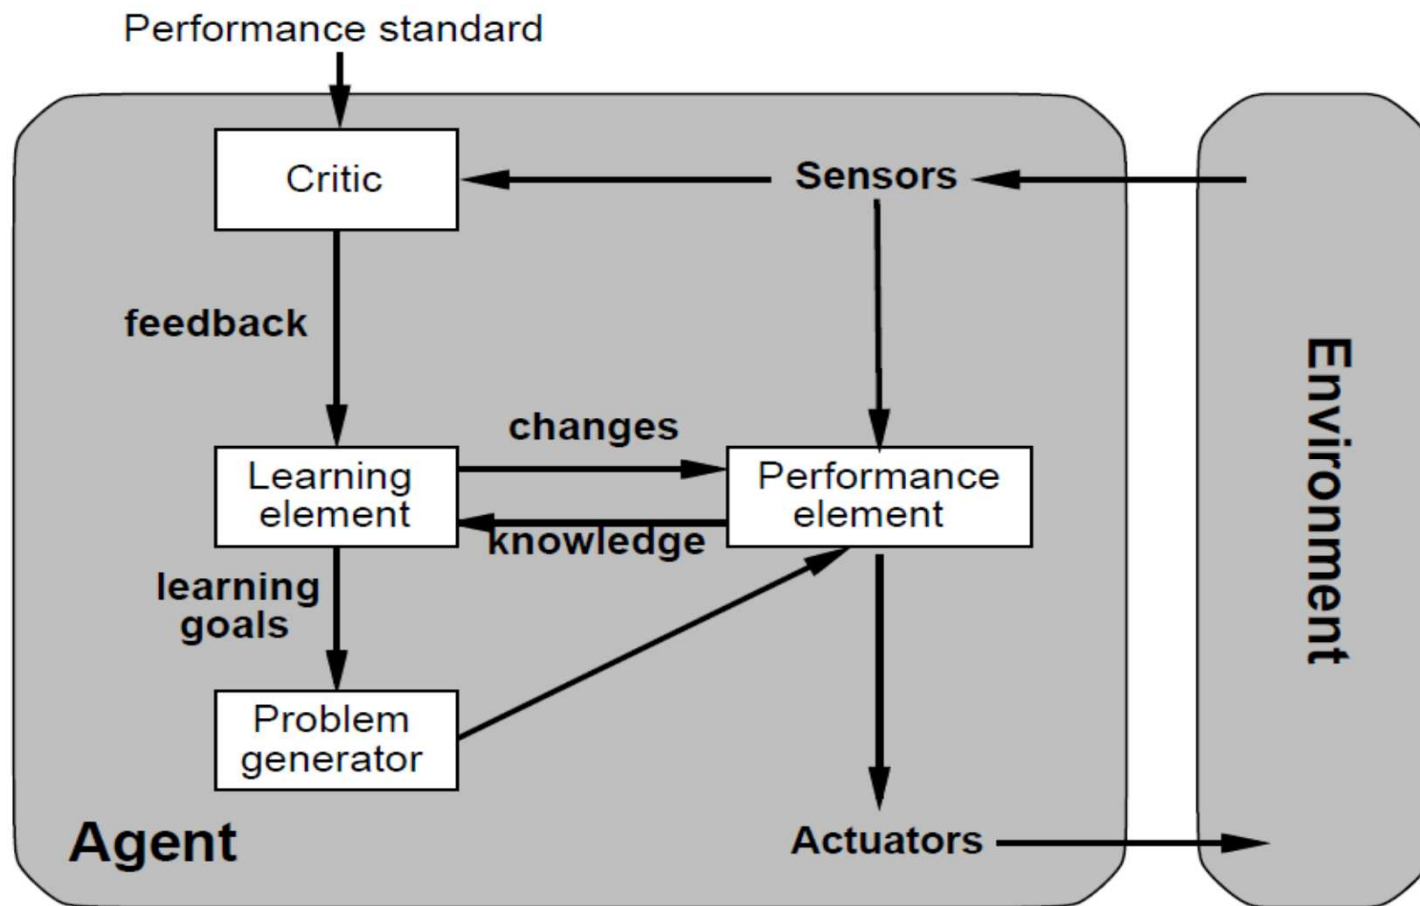 Performance standard
Critic
Sensors
feedback
changes
Learning
element
Performance
element
knowledge
learning
goals
Problem
generator
Agent
Actuators
Environment